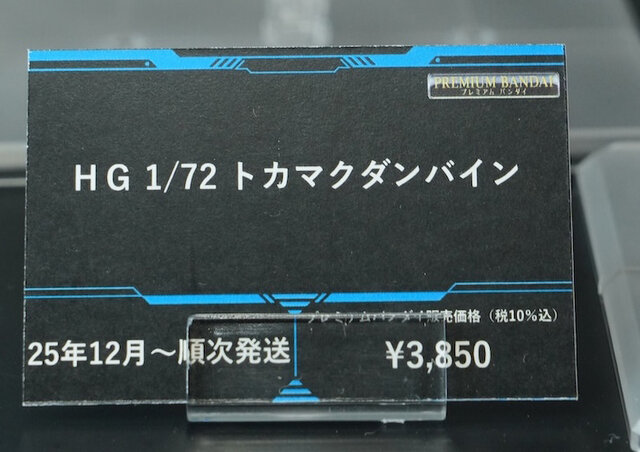 PREMIUM BANDAI
プレミアム バンダイ
HG 1/72 トカマクダンバイン
プレミアムバンダイ販売価格（税10%込）
25年12月～順次発送
¥3,850